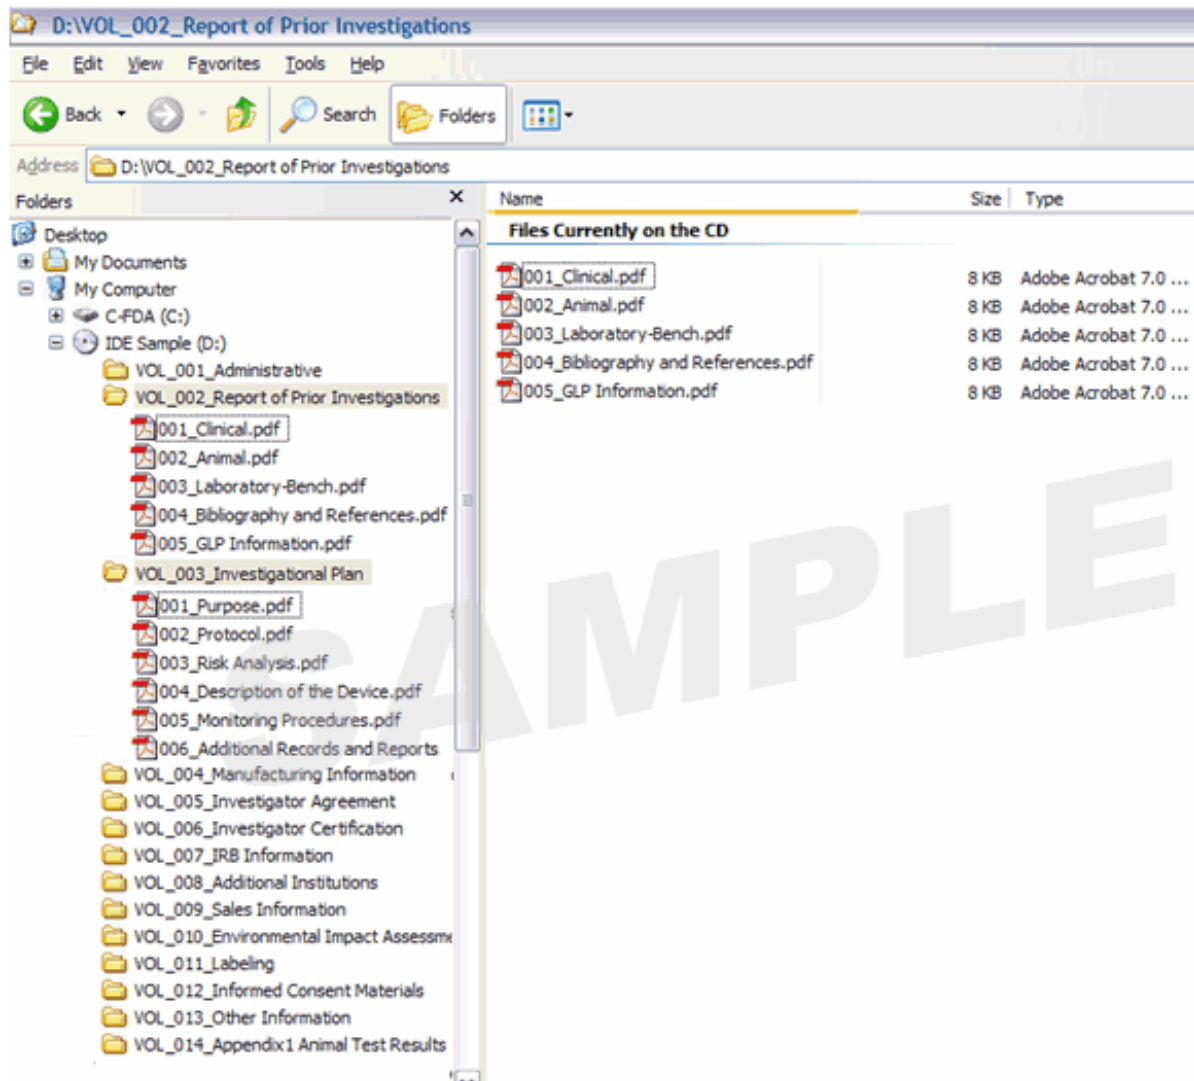 D:\VOL_002_Report of Prior Investigations
File Edit View Favorites Tools Help
Back Search Folders
Address D:\VOL_002_Report of Prior Investigations
Folders
Name Size Type
Desktop
My Documents
My Computer
C-FDA (C:)
IDE Sample (D:)
VOL_001_Administrative
VOL_002_Report of Prior Investigations
001_Clinical.pdf
002_Animal.pdf
003_Laboratory-Bench.pdf
004_Bibliography and References.pdf
005_GLP Information.pdf
VOL_003_Investigational Plan
001_Purpose.pdf
002_Protocol.pdf
003_Risk Analysis.pdf
004_Description of the Device.pdf
005_Monitoring Procedures.pdf
006_Additional Records and Reports
VOL_004_Manufacturing Information
VOL_005_Investigator Agreement
VOL_006_Investigator Certification
VOL_007_IRB Information
VOL_008_Additional Institutions
VOL_009_Sales Information
VOL_010_Environmental Impact Assessme
VOL_011_Labeling
VOL_012_Informed Consent Materials
VOL_013_Other Information
VOL_014_Appendix1 Animal Test Results
Files Currently on the CD
001_Clinical.pdf 8 KB Adobe Acrobat 7.0 ...
002_Animal.pdf 8 KB Adobe Acrobat 7.0 ...
003_Laboratory-Bench.pdf 8 KB Adobe Acrobat 7.0 ...
004_Bibliography and References.pdf 8 KB Adobe Acrobat 7.0 ...
005_GLP Information.pdf 8 KB Adobe Acrobat 7.0 ...
SAMPLE